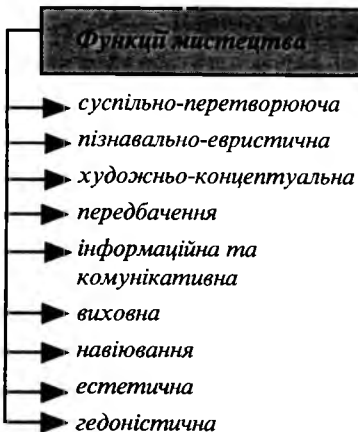 Функції мистецтва
суспільно-перетворююча
пізнавально-евристична
художньо-концептуальна
передбачення
інформаційна та
комунікативна
виховна
навіювання
естетична
гедоністична